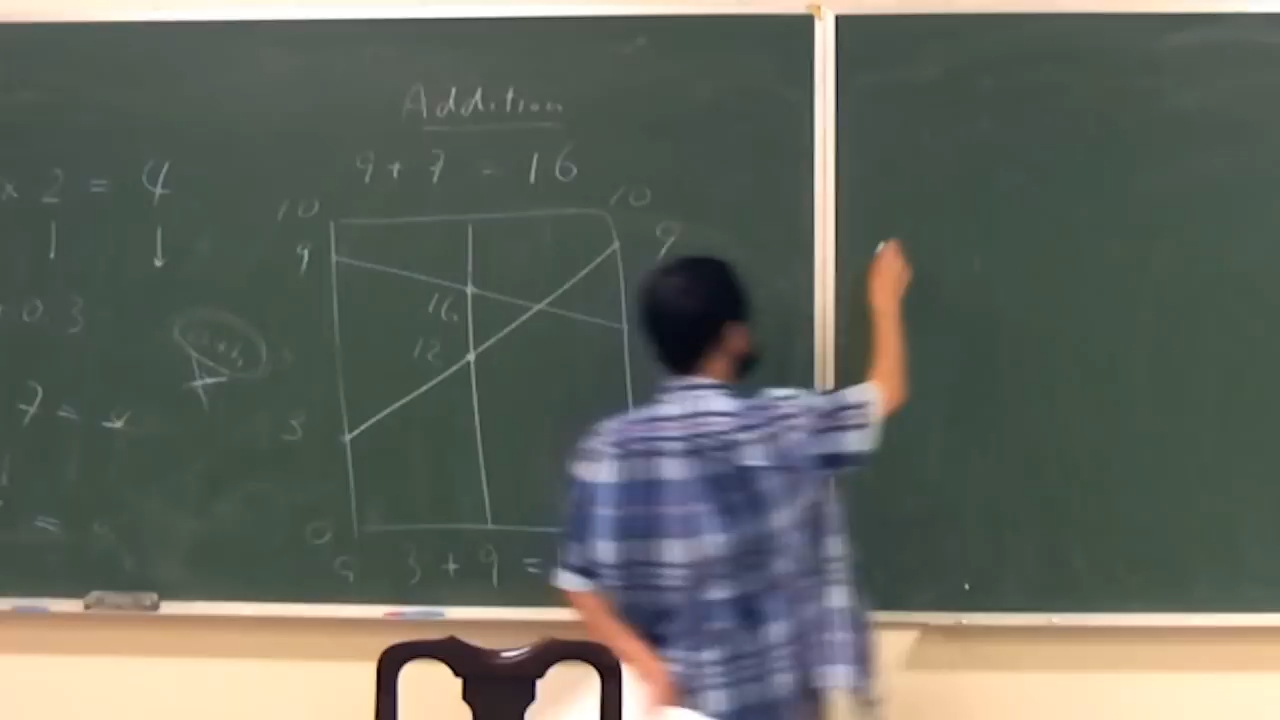 Addition
9 + 7 = 16
x 2 = 4
10
10
9
9
0.3
16
12
7 =
3
=
0
3 + 9 =